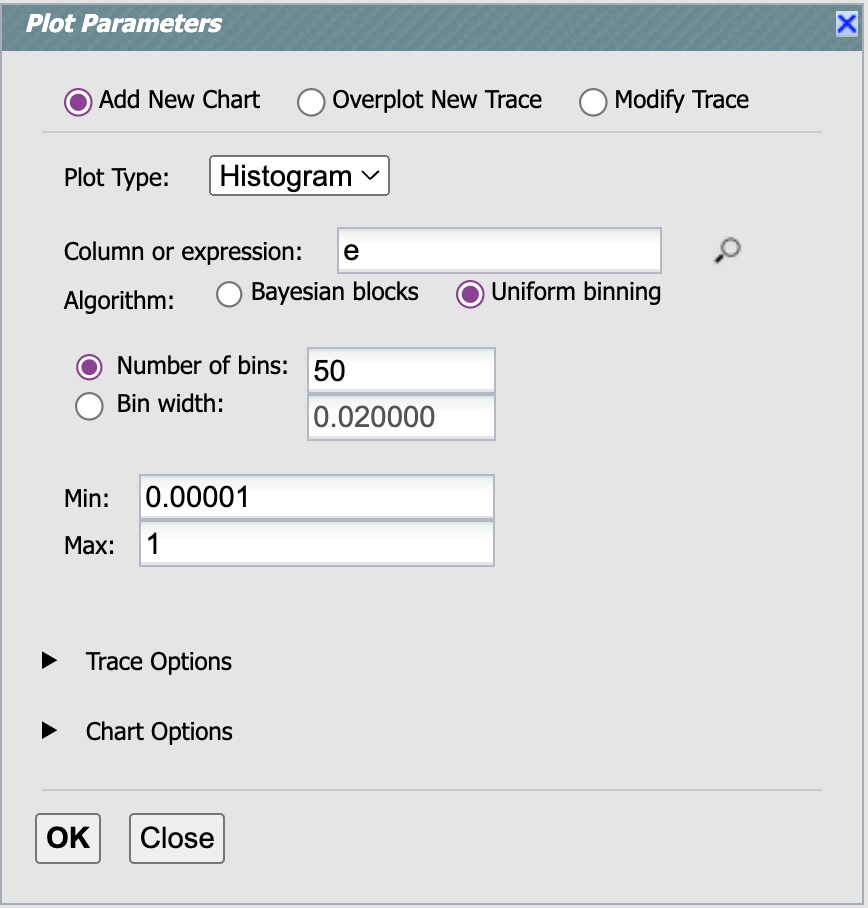 Plot Parameters
Add New Chart Overplot New Trace Modify Trace
Plot Type: Histogram
Column or expression: e
Algorithm: Bayesian blocks Uniform binning
Number of bins: 50
Bin width: 0.020000
Min: 0.00001
Max: 1
Trace Options
Chart Options
OK Close